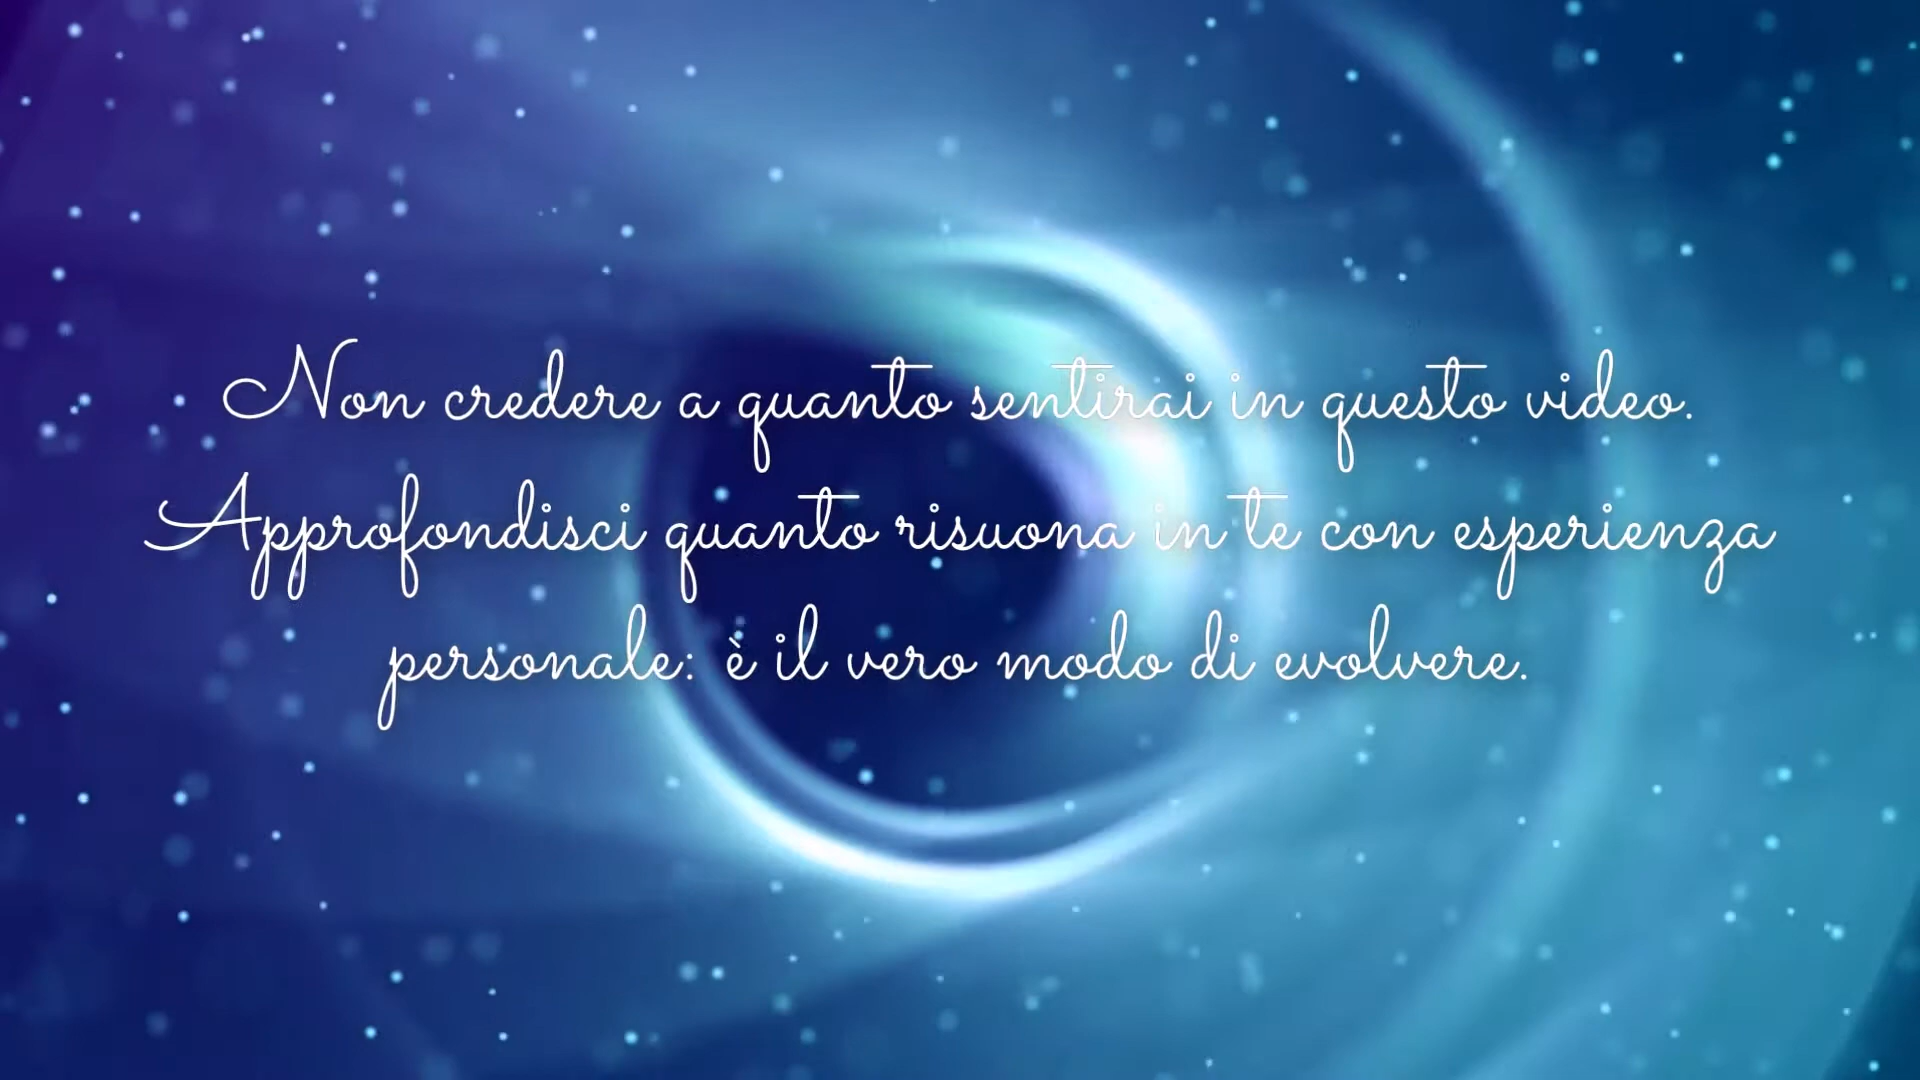 Non credere a quanto sentirai in questo video.
Approfondisci quanto risuona in te con esperienza
personale: è il vero modo di evolvere.